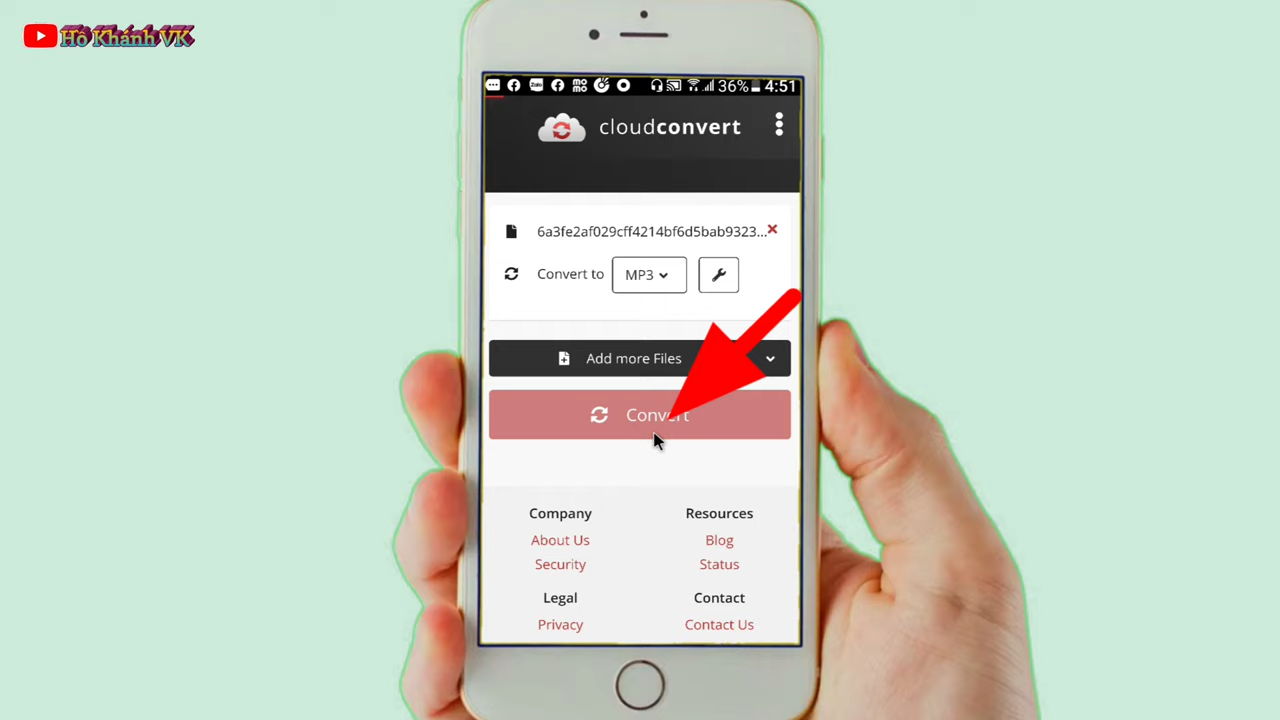 Hồ Khánh VK
36% 4:51
cloudconvert
6a3fe2af029cff4214bf6d5bab9323...
Convert to MP3
Add more Files
Convert
Company Resources
About Us Blog
Security Status
Legal Contact
Privacy Contact Us